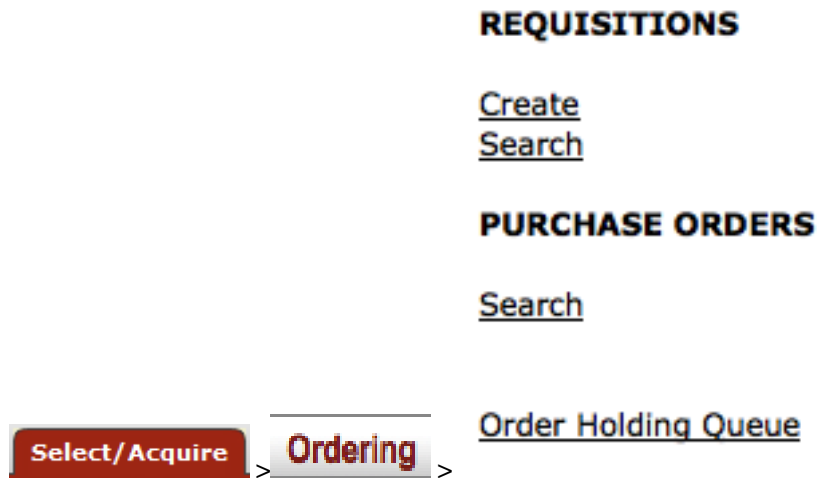 REQUISITIONS
Create
Search
PURCHASE ORDERS
Search
Order Holding Queue
Select/Acquire > Ordering >